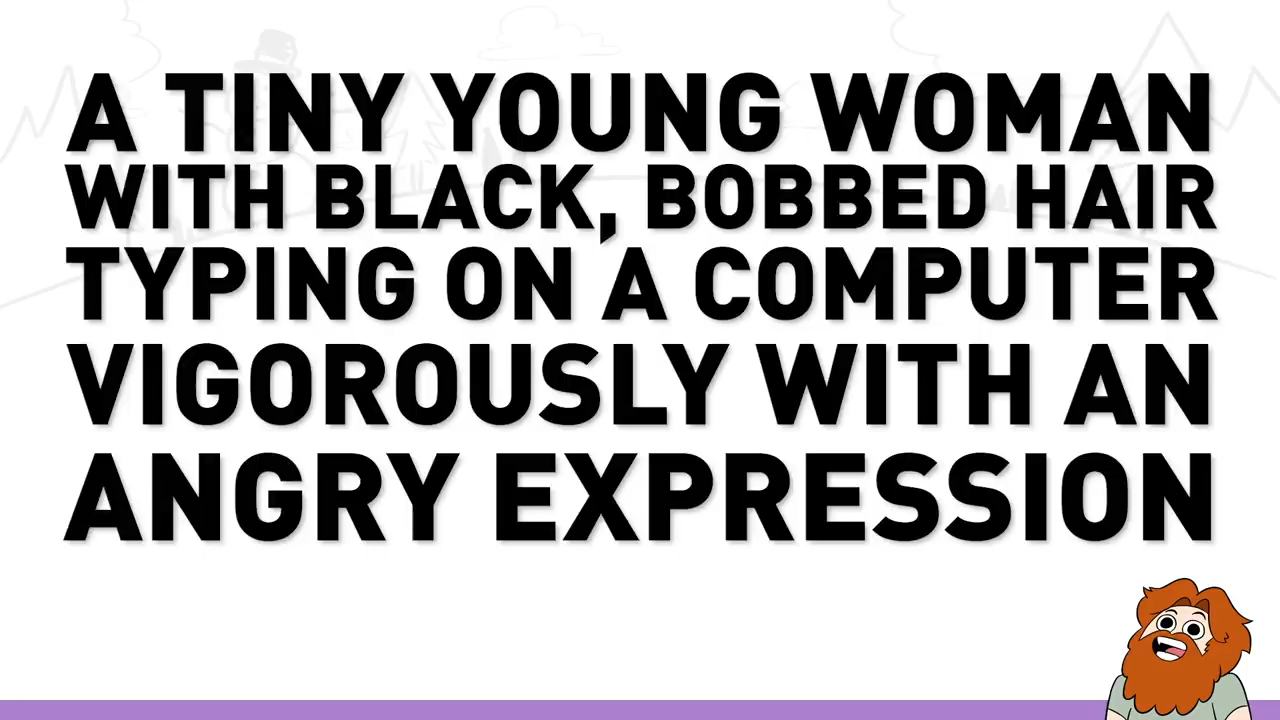 A TINY YOUNG WOMAN
WITH BLACK, BOBBED HAIR
TYPING ON A COMPUTER
VIGOROUSLY WITH AN
ANGRY EXPRESSION